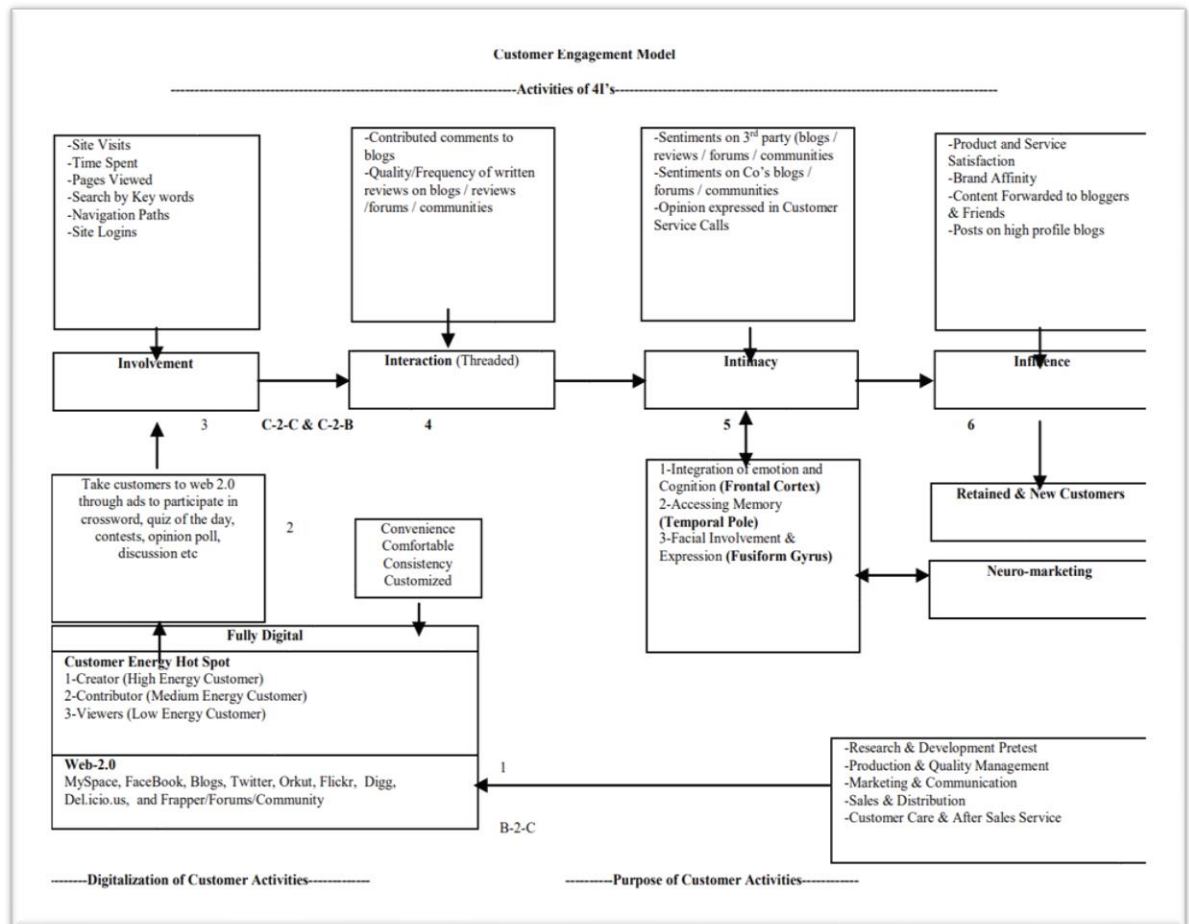 Customer Engagement Model
--------Activities of 4I's--------
-Site Visits
-Time Spent
-Pages Viewed
-Search by Key words
-Navigation Paths
-Site Logins
-Contributed comments to
blogs
-Quality/Frequency of written
reviews on blogs / reviews
/forums / communities
-Sentiments on 3rd party (blogs /
reviews / forums / communities
-Sentiments on Co's blogs /
forums / communities
-Opinion expressed in Customer
Service Calls
-Product and Service
Satisfaction
-Brand Affinity
-Content Forwarded to bloggers
& Friends
-Posts on high profile blogs
Involvement
Interaction (Threaded)
Intimacy
Influence
3
C-2-C & C-2-B
4
5
6
Take customers to web 2.0
through ads to participate in
crossword, quiz of the day,
contests, opinion poll,
discussion etc
2
Convenience
Comfortable
Consistency
Customized
1-Integration of emotion and
Cognition (Frontal Cortex)
2-Accessing Memory
(Temporal Pole)
3-Facial Involvement &
Expression (Fusiform Gyrus)
Retained & New Customers
Neuro-marketing
Fully Digital
Customer Energy Hot Spot
1-Creator (High Energy Customer)
2-Contributor (Medium Energy Customer)
3-Viewers (Low Energy Customer)
Web-2.0
MySpace, FaceBook, Blogs, Twitter, Orkut, Flickr, Digg,
Del.icio.us, and Frapper/Forums/Community
1
B-2-C
-Research & Development Pretest
-Production & Quality Management
-Marketing & Communication
-Sales & Distribution
-Customer Care & After Sales Service
--------Digitalization of Customer Activities-------------
----------Purpose of Customer Activities------------